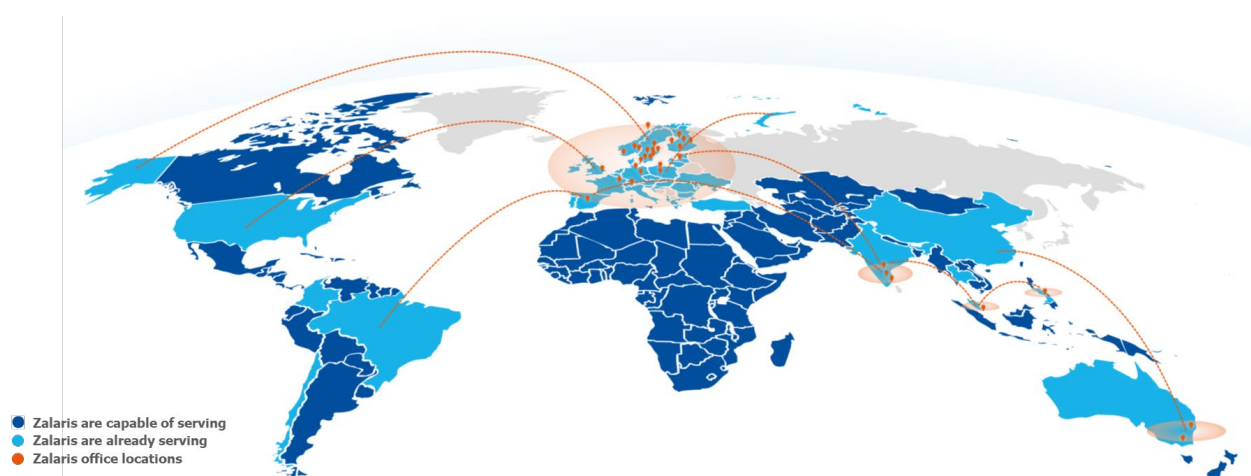 Zalaris are capable of serving
Zalaris are already serving
Zalaris office locations